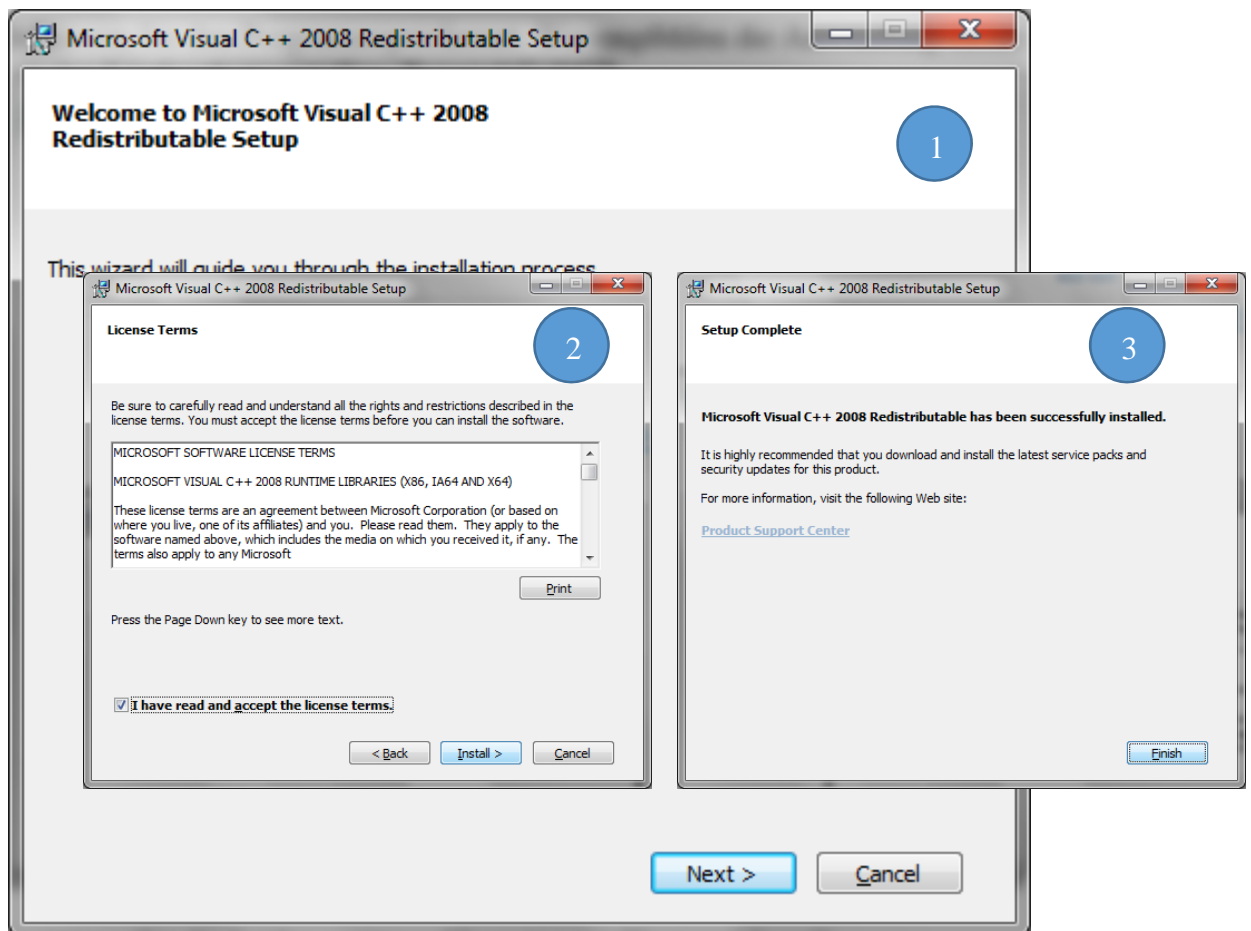 Microsoft Visual C++ 2008 Redistributable Setup
Welcome to Microsoft Visual C++ 2008
Redistributable Setup
1
This wizard will guide you through the installation process.
Microsoft Visual C++ 2008 Redistributable Setup
License Terms
2
Be sure to carefully read and understand all the rights and restrictions described in the
license terms. You must accept the license terms before you can install the software.
MICROSOFT SOFTWARE LICENSE TERMS
MICROSOFT VISUAL C++ 2008 RUNTIME LIBRARIES (X86, IA64 AND X64)
These license terms are an agreement between Microsoft Corporation (or based on
where you live, one of its affiliates) and you.  Please read them.  They apply to the
software named above, which includes the media on which you received it, if any.  The
terms also apply to any Microsoft
Print
Press the Page Down key to see more text.
I have read and accept the license terms.
< Back
Install >
Cancel
Microsoft Visual C++ 2008 Redistributable Setup
Setup Complete
3
Microsoft Visual C++ 2008 Redistributable has been successfully installed.
It is highly recommended that you download and install the latest service packs and
security updates for this product.
For more information, visit the following Web site:
Product Support Center
Finish
Next >
Cancel